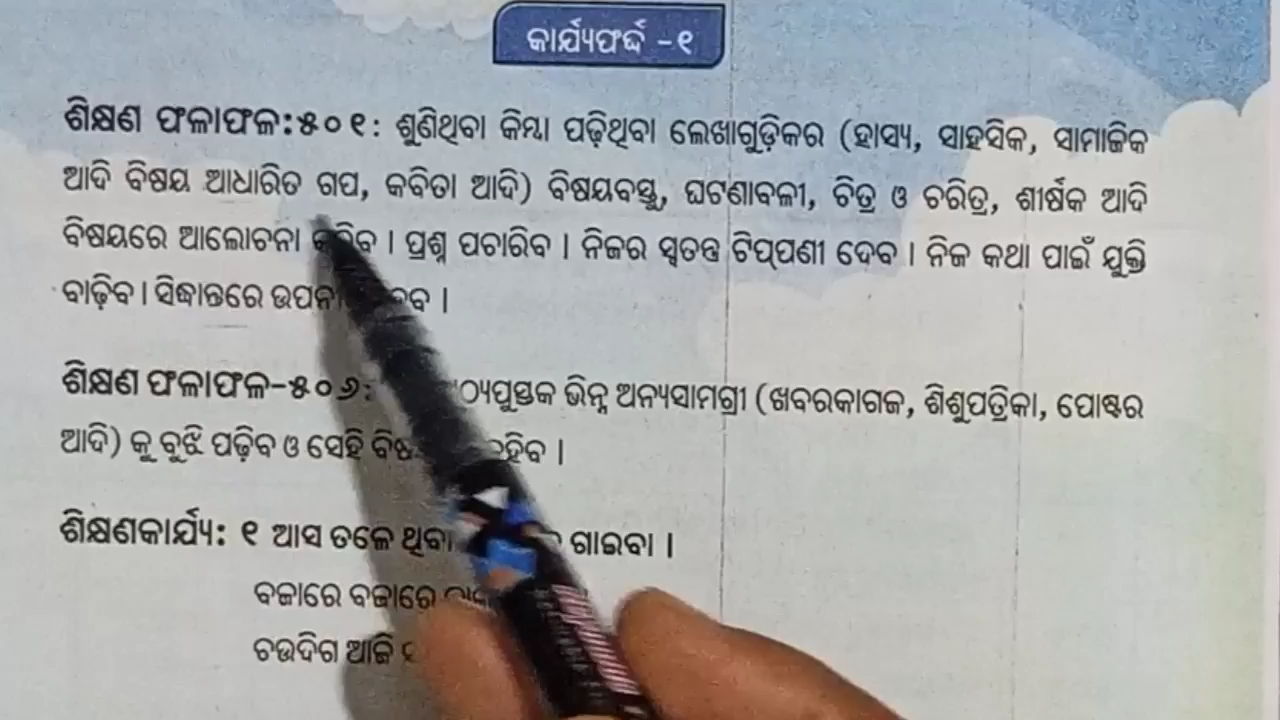 କାର୍ଯ୍ୟଫର୍ଦ୍ଦ -୧
ଶିକ୍ଷଣ ଫଳାଫଳ:୫୦୧: ଶୁଣିଥିବା କିମ୍ବା ପଢ଼ିଥିବା ଲେଖାଗୁଡ଼ିକର (ହାସ୍ୟ, ସାହସିକ, ସାମାଜିକ
ଆଦି ବିଷୟ ଆଧାରିତ ଗପ, କବିତା ଆଦି) ବିଷୟବସ୍ତୁ, ଘଟଣାବଳୀ, ଚିତ୍ର ଓ ଚରିତ୍ର, ଶୀର୍ଷକ ଆଦି
ବିଷୟରେ ଆଲୋଚନା କରିବ । ପ୍ରଶ୍ନ ପଚାରିବ । ନିଜର ସ୍ୱତନ୍ତ୍ର ଟିପ୍‌ପଣୀ ଦେବ । ନିଜ କଥା ପାଇଁ ଯୁକ୍ତି
ବାଢ଼ିବ । ସିଦ୍ଧାନ୍ତରେ
ଶିକ୍ଷଣ ଫଳାଫଳ-୫୦୬: ଭିନ୍ନ ଅନ୍ୟସାମଗ୍ରୀ (ଖବରକାଗଜ, ଶିଶୁପତ୍ରିକା, ପୋଷ୍ଟର
ଆଦି) କୁ ବୁଝି ପଢ଼ିବ ଓ ସେହି
ଶିକ୍ଷଣକାର୍ଯ୍ୟ: ୧ ଆସ ତଳେ ଥିବା ଗାଇବା ।
ବଜାରେ ବଜାରେ
ଚଉଦିଗ ଆଜି